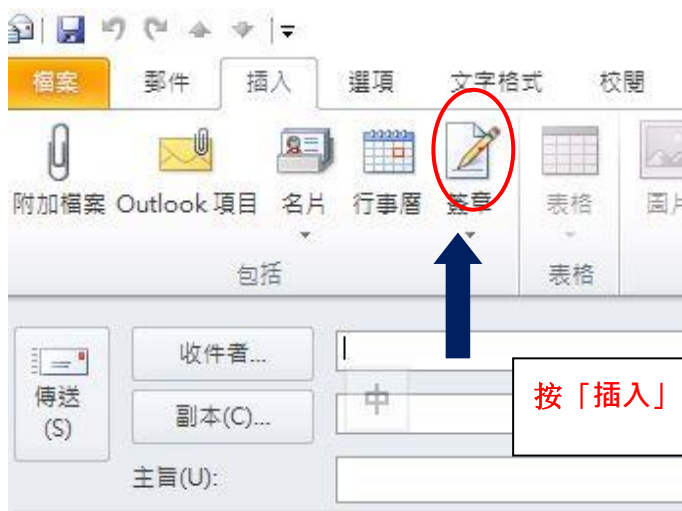 檔案 郵件 插入 選項 文字格式 校閱
附加檔案 Outlook 項目 名片 行事曆 簽章 表格 圖片
包括 表格
收件者...
傳送
(S)
副本(C)...
中
按「插入」
主旨(U):